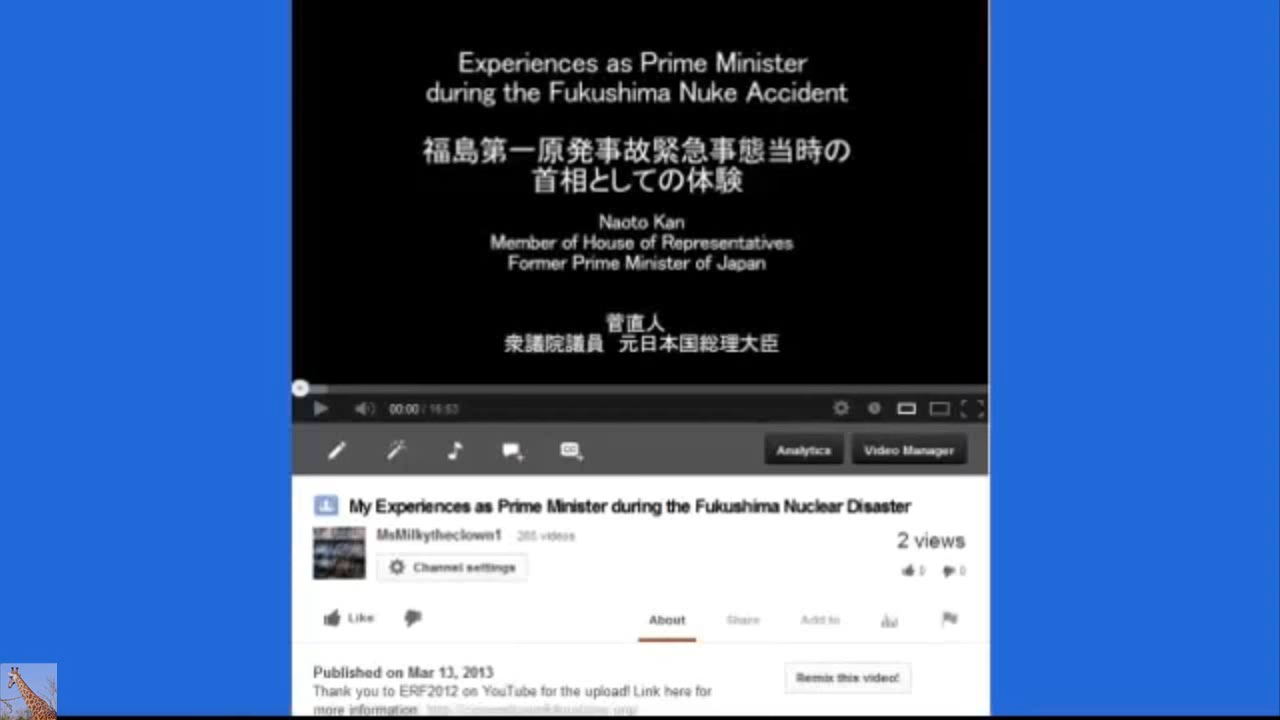 Experiences as Prime Minister
during the Fukushima Nuke Accident
福島第一原発事故緊急事態当時の
首相としての体験
Naoto Kan
Member of House of Representatives
Former Prime Minister of Japan
菅直人
衆議院議員 元日本国総理大臣
00:00 / 16:53
Analytics Video Manager
My Experiences as Prime Minister during the Fukushima Nuclear Disaster
MsMilkytheclown1 265 videos
2 views
Channel settings
0 0
Like
About Share Add to
Published on Mar 13, 2013
Remix this video!
Thank you to ERF2012 on YouTube for the upload! Link here for
more information